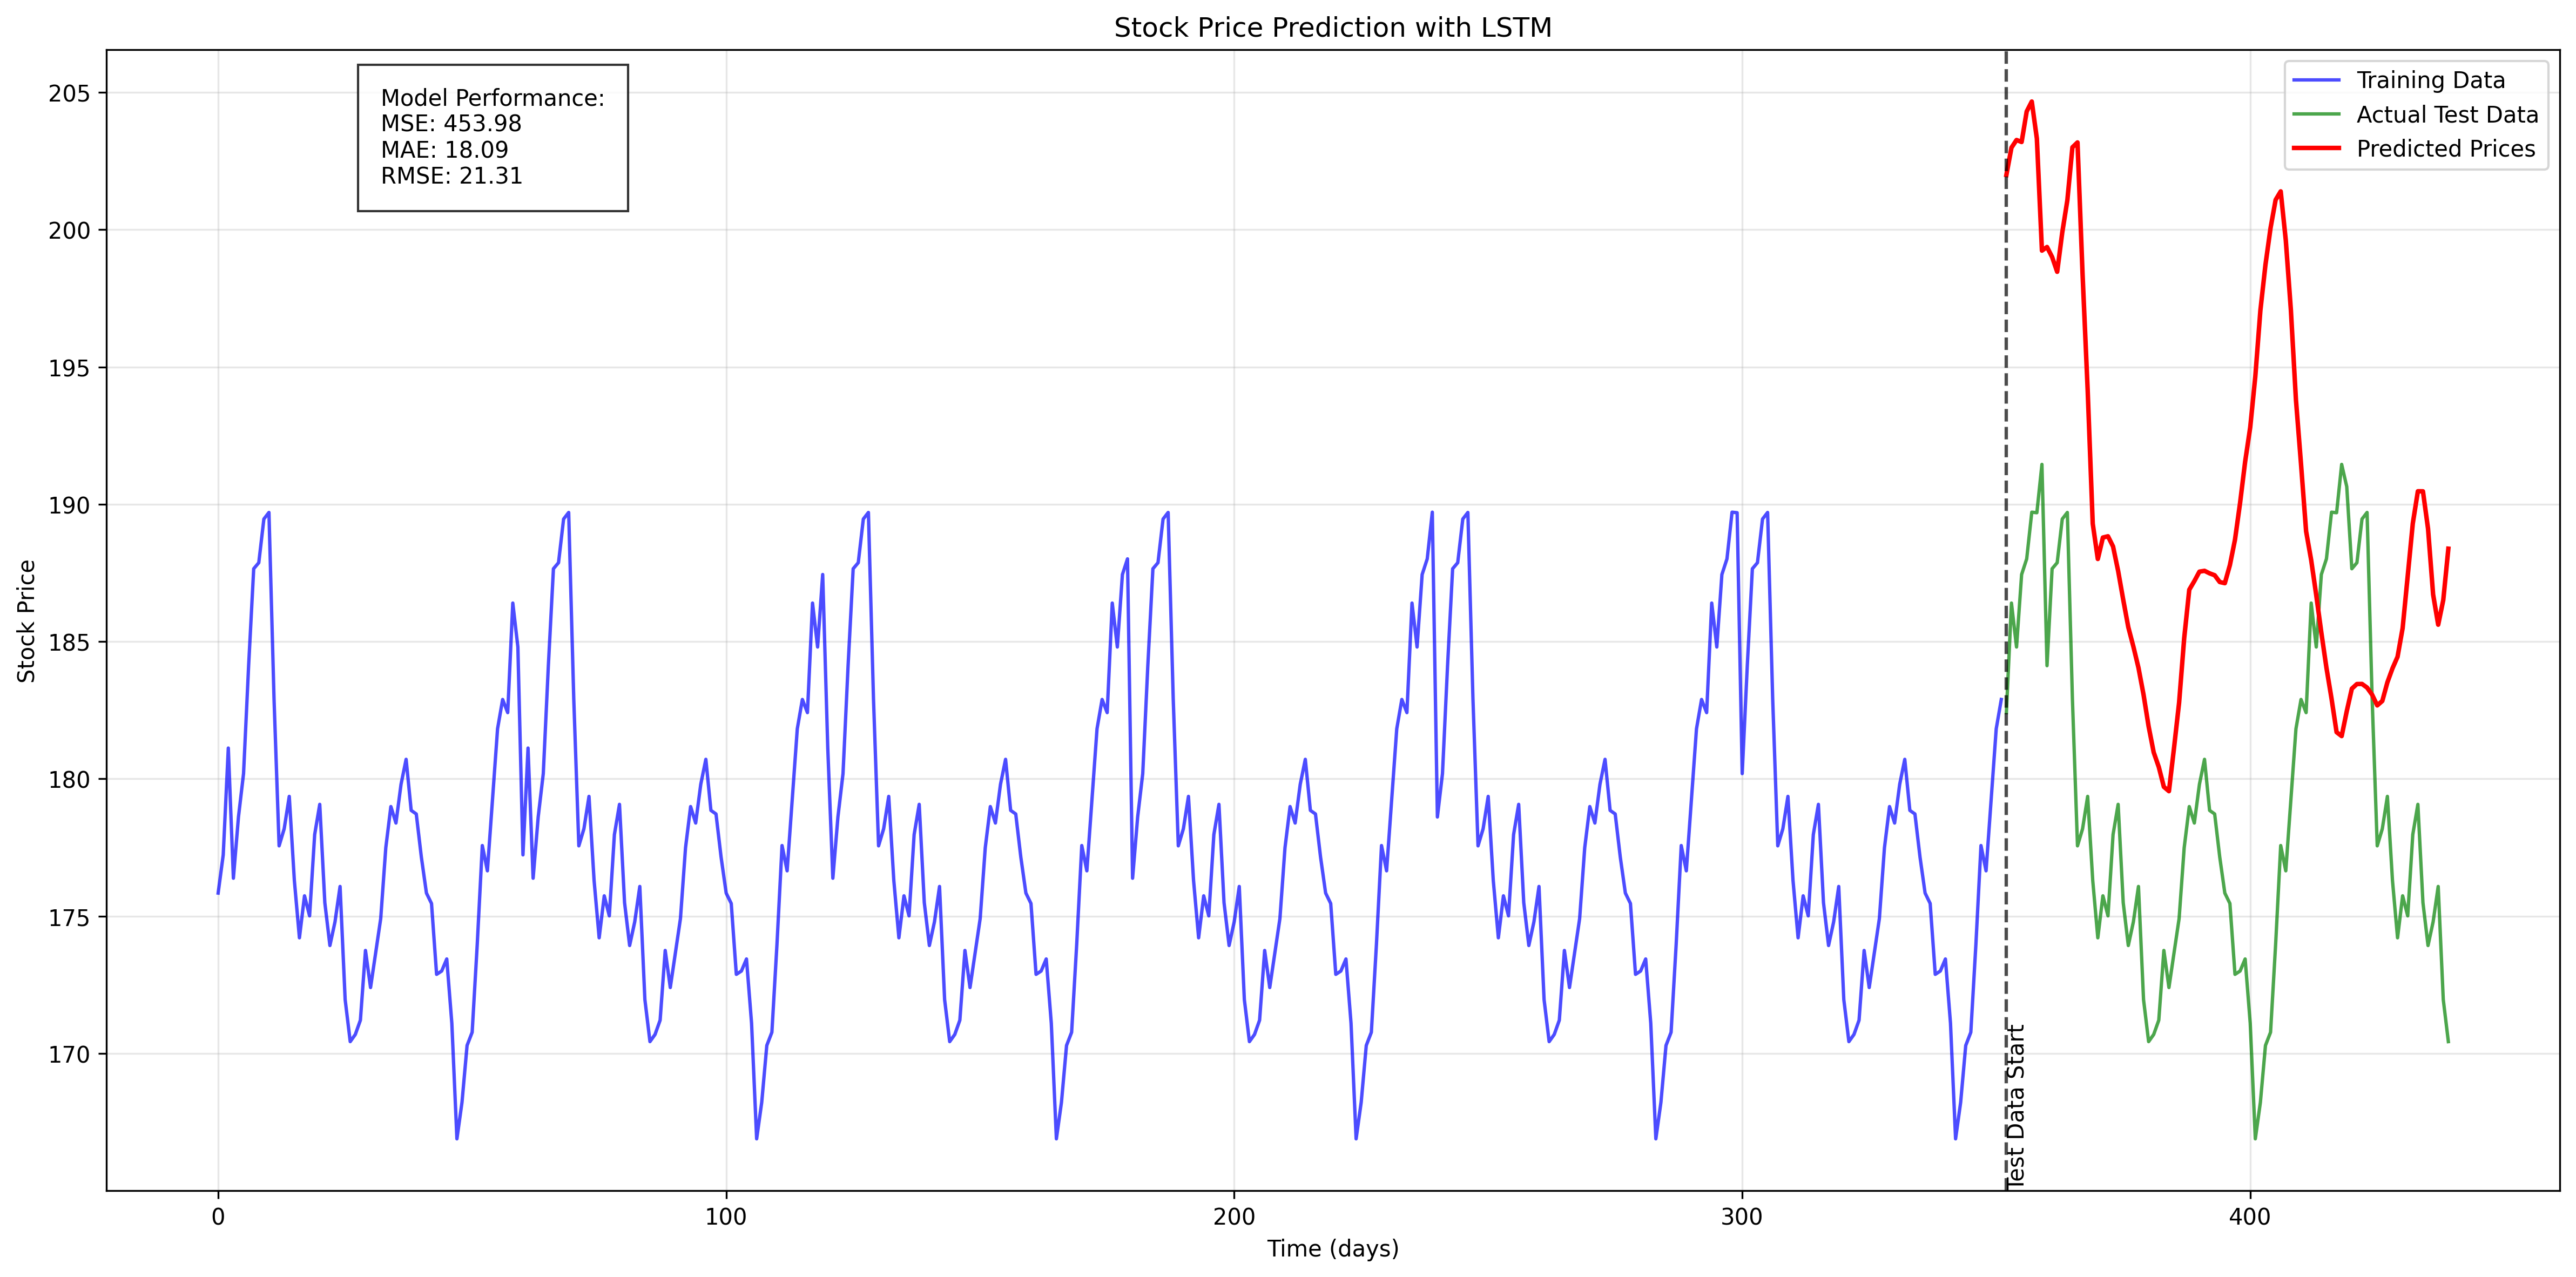 Stock Price Prediction with LSTM
Model Performance:
MSE: 453.98
MAE: 18.09
RMSE: 21.31
Training Data
Actual Test Data
Predicted Prices
205
200
195
190
185
180
175
170
Stock Price
Test Data Start
0
100
200
300
400
Time (days)